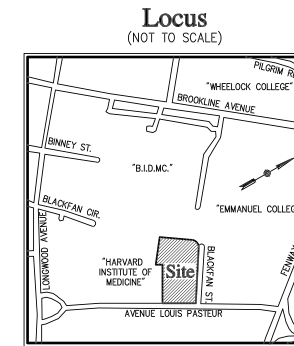 Locus
(NOT TO SCALE)
PILGRIM R
"WHEELOCK COLLEGE"
BROOKLINE AVENUE
BINNEY ST.
"B.I.D.MC."
BLACKFAN CIR.
"EMMANUEL COLLEG
LONGWOOD AVENUE
"HARVARD
INSTITUTE OF
MEDICINE"
Site
BLACKFAN ST.
FENWAY
AVENUE LOUIS PASTEUR